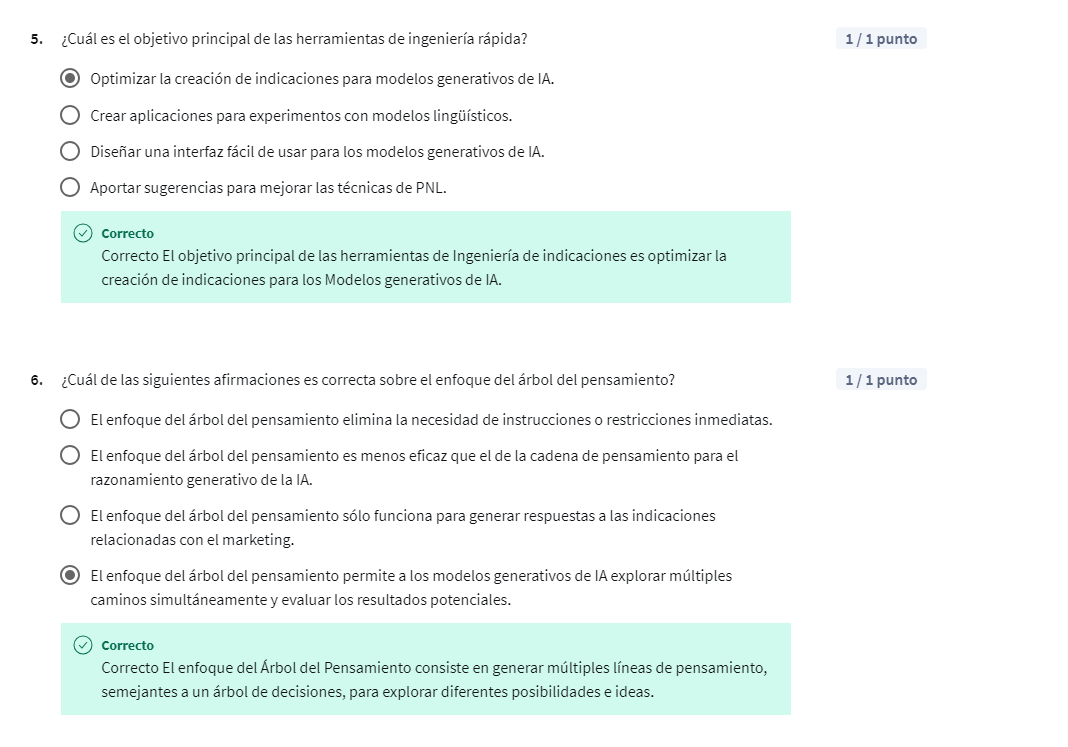 5. ¿Cuál es el objetivo principal de las herramientas de ingeniería rápida?
1 / 1 punto
Optimizar la creación de indicaciones para modelos generativos de IA.
Crear aplicaciones para experimentos con modelos lingüísticos.
Diseñar una interfaz fácil de usar para los modelos generativos de IA.
Aportar sugerencias para mejorar las técnicas de PNL.
Correcto
Correcto El objetivo principal de las herramientas de Ingeniería de indicaciones es optimizar la
creación de indicaciones para los Modelos generativos de IA.
6. ¿Cuál de las siguientes afirmaciones es correcta sobre el enfoque del árbol del pensamiento?
1 / 1 punto
El enfoque del árbol del pensamiento elimina la necesidad de instrucciones o restricciones inmediatas.
El enfoque del árbol del pensamiento es menos eficaz que el de la cadena de pensamiento para el
razonamiento generativo de la IA.
El enfoque del árbol del pensamiento sólo funciona para generar respuestas a las indicaciones
relacionadas con el marketing.
El enfoque del árbol del pensamiento permite a los modelos generativos de IA explorar múltiples
caminos simultáneamente y evaluar los resultados potenciales.
Correcto
Correcto El enfoque del Árbol del Pensamiento consiste en generar múltiples líneas de pensamiento,
semejantes a un árbol de decisiones, para explorar diferentes posibilidades e ideas.